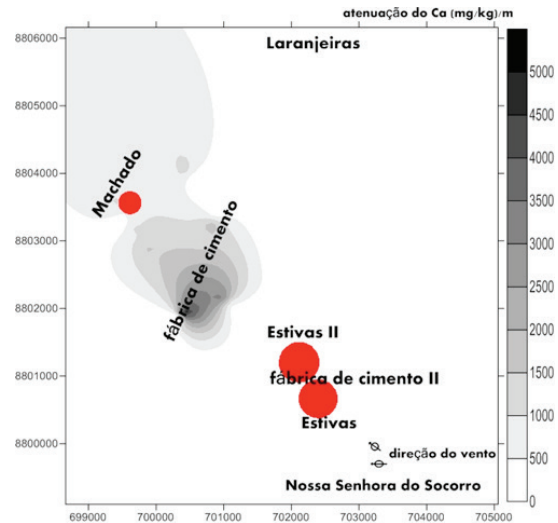 atenuação do Ca (mg/kg)/m
8806000
Laranjeiras
5000
8805000
4500
4000
8804000
Machado
3500
8803000
fábrica de cimento
3000
2500
8802000
2000
Estivas II
1500
8801000
fábrica de cimento II
1000
Estivas
8800000
direção do vento
500
Nossa Senhora do Socorro
0
699000 700000 701000 702000 703000 704000 705000